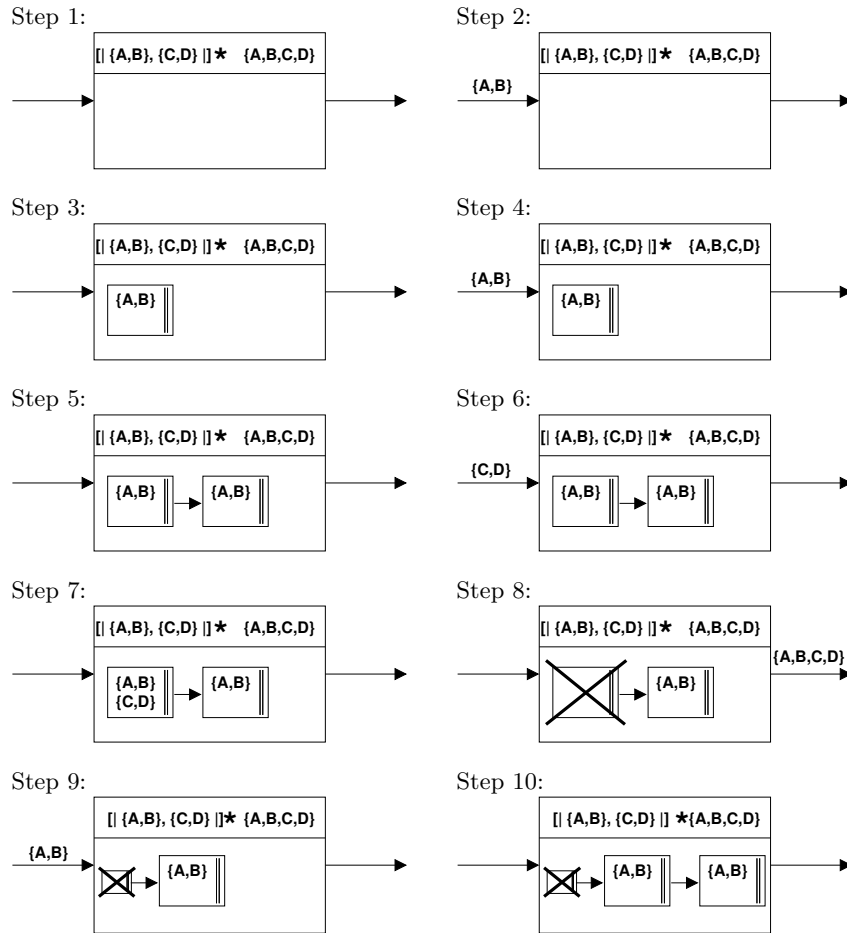 Step 1:
[| {A,B}, {C,D} |]* {A,B,C,D}
Step 2:
[| {A,B}, {C,D} |]* {A,B,C,D}
{A,B}
Step 3:
[| {A,B}, {C,D} |]* {A,B,C,D}
{A,B}
Step 4:
[| {A,B}, {C,D} |]* {A,B,C,D}
{A,B}
{A,B}
Step 5:
[| {A,B}, {C,D} |]* {A,B,C,D}
{A,B} {A,B}
Step 6:
[| {A,B}, {C,D} |]* {A,B,C,D}
{C,D}
{A,B} {A,B}
Step 7:
[| {A,B}, {C,D} |]* {A,B,C,D}
{A,B} {A,B}
{C,D}
Step 8:
[| {A,B}, {C,D} |]* {A,B,C,D}
{A,B,C,D}
{A,B}
Step 9:
[| {A,B}, {C,D} |]* {A,B,C,D}
{A,B}
{A,B}
Step 10:
[| {A,B}, {C,D} |] *{A,B,C,D}
{A,B} {A,B}